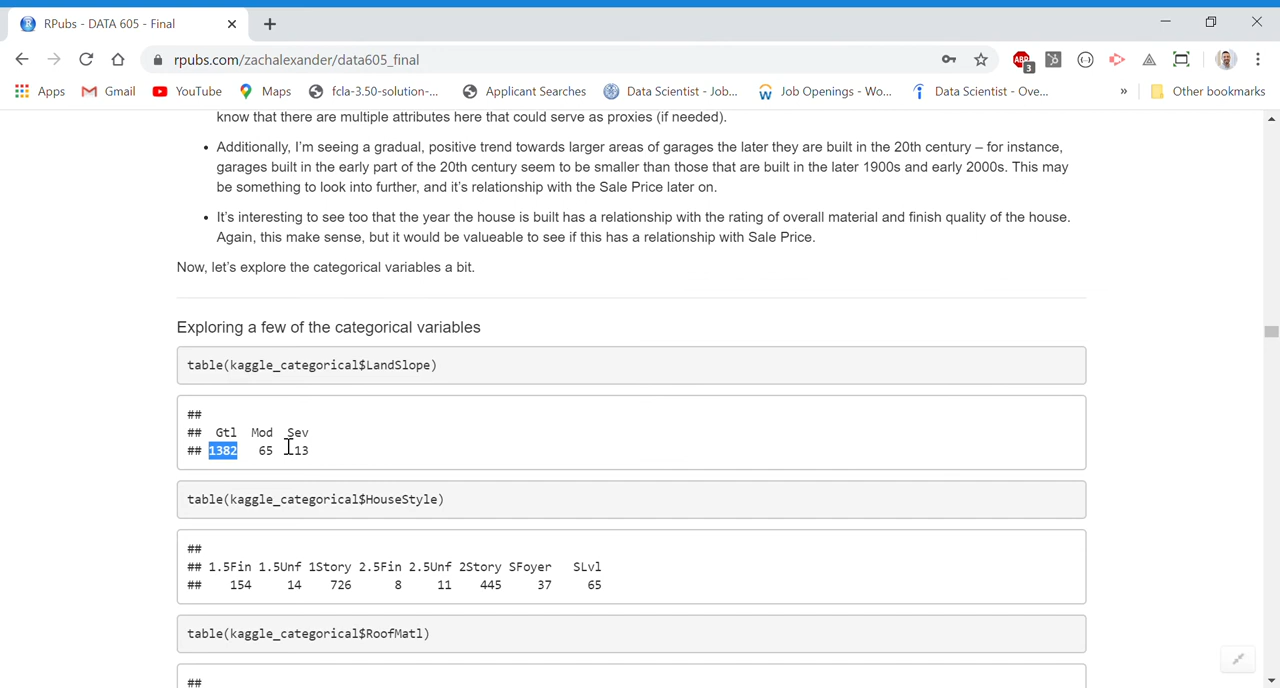 RPubs - DATA 605 - Final
rpubs.com/zachalexander/data605_final
ABP
3
Apps Gmail YouTube Maps fcla-3.50-solution-... Applicant Searches Data Scientist - Job... Job Openings - Wo... Data Scientist - Ove... » Other bookmarks
know that there are multiple attributes here that could serve as proxies (if needed).
• Additionally, I'm seeing a gradual, positive trend towards larger areas of garages the later they are built in the 20th century – for instance,
garages built in the early part of the 20th century seem to be smaller than those that are built in the later 1900s and early 2000s. This may
be something to look into further, and it's relationship with the Sale Price later on.
• It's interesting to see too that the year the house is built has a relationship with the rating of overall material and finish quality of the house.
Again, this make sense, but it would be valueable to see if this has a relationship with Sale Price.
Now, let's explore the categorical variables a bit.
Exploring a few of the categorical variables
table(kaggle_categorical$LandSlope)
##
## Gtl Mod Sev
## 1382 65 13
table(kaggle_categorical$HouseStyle)
##
## 1.5Fin 1.5Unf 1Story 2.5Fin 2.5Unf 2Story SFoyer SLvl
## 154 14 726 8 11 445 37 65
table(kaggle_categorical$RoofMatl)
##